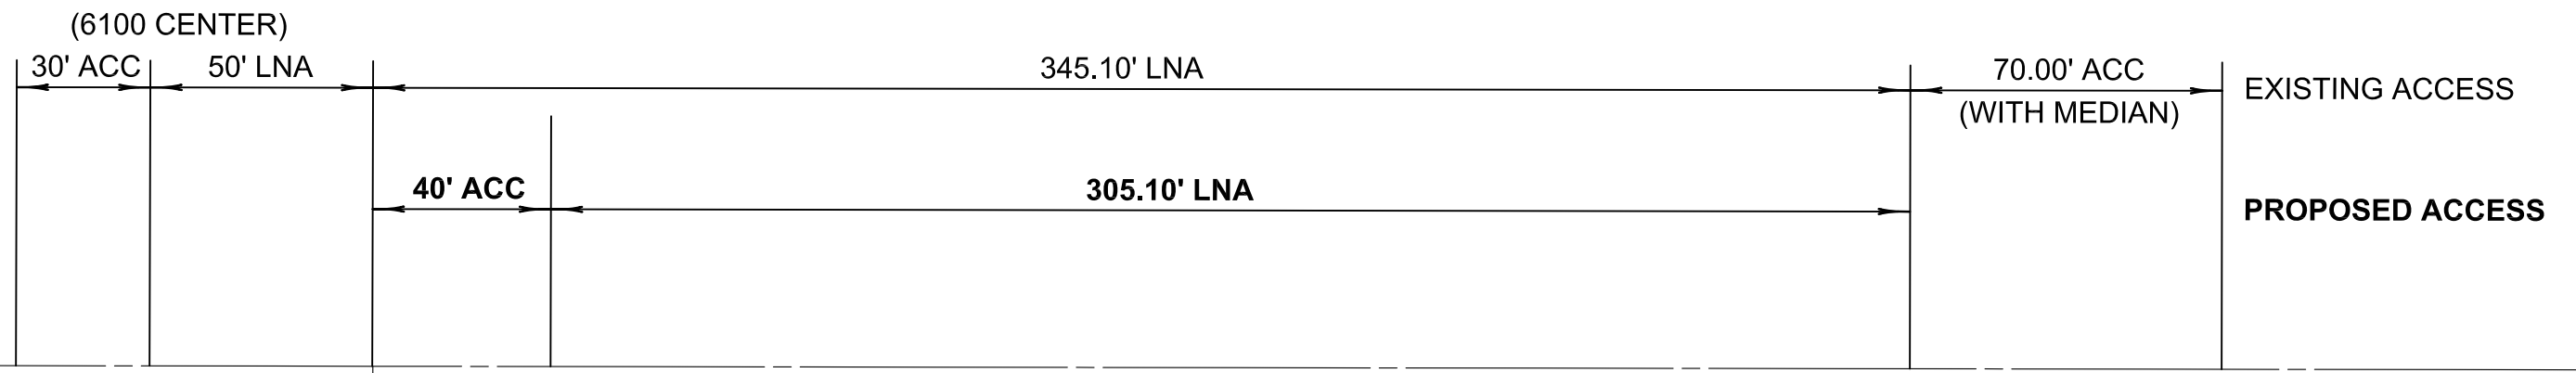 (6100 CENTER)
30' ACC 50' LNA 345.10' LNA 70.00' ACC EXISTING ACCESS
(WITH MEDIAN)
40' ACC 305.10' LNA PROPOSED ACCESS